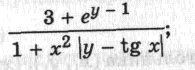 3 + e^{y − 1}
1 + x² |y − tg x| ;